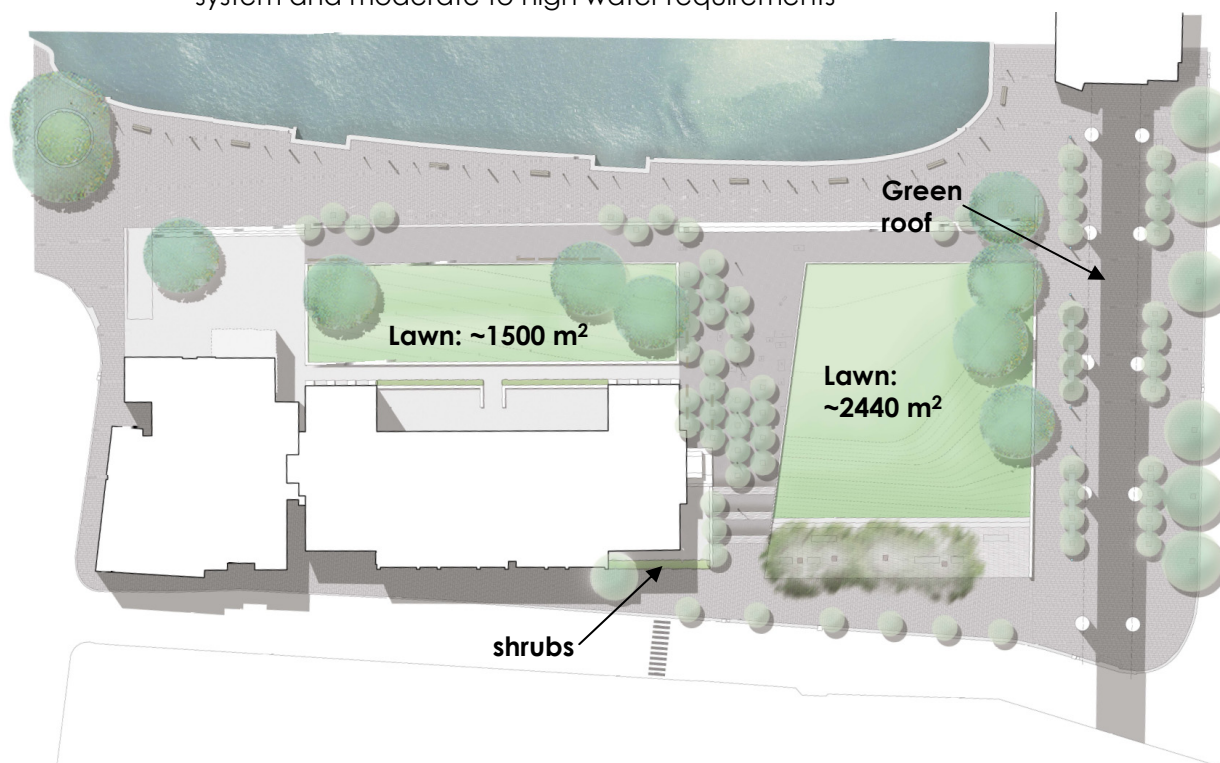 system and moderate to high water requirements
Green
roof
Lawn: ~1500 m²
Lawn:
~2440 m²
shrubs